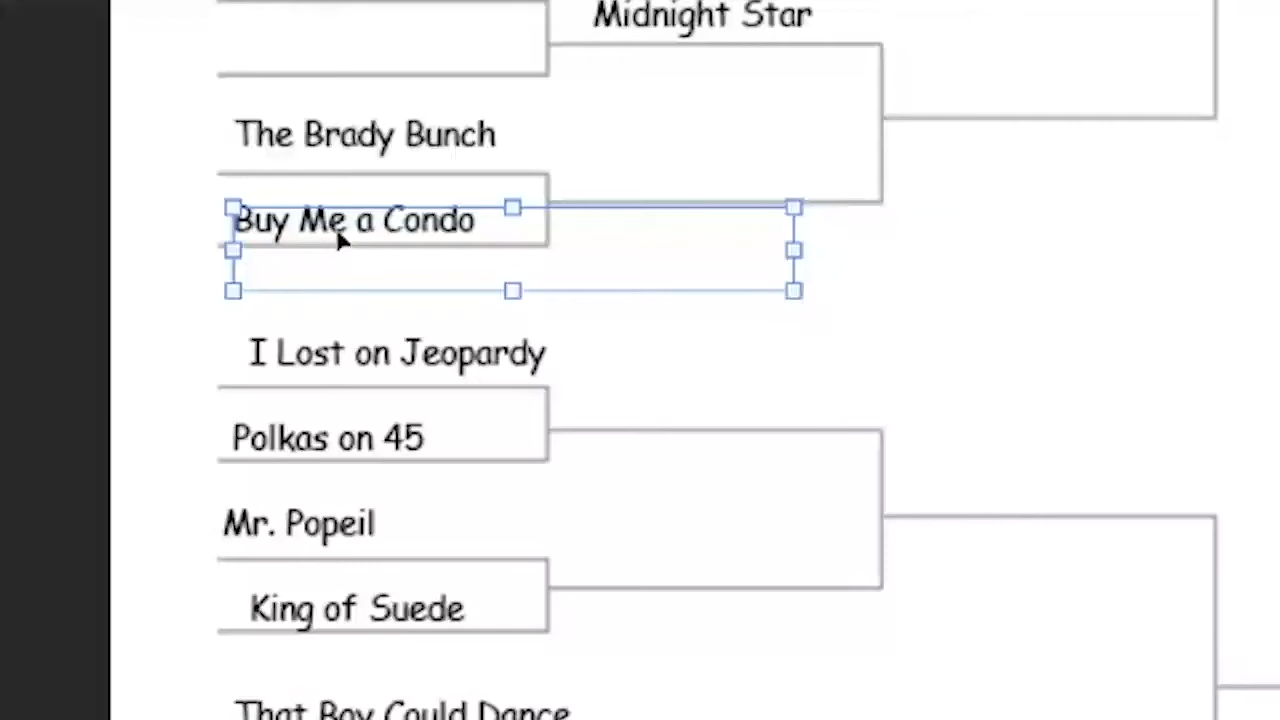 Midnight Star
The Brady Bunch
Buy Me a Condo
I Lost on Jeopardy
Polkas on 45
Mr. Popeil
King of Suede
That Boy Could Dance